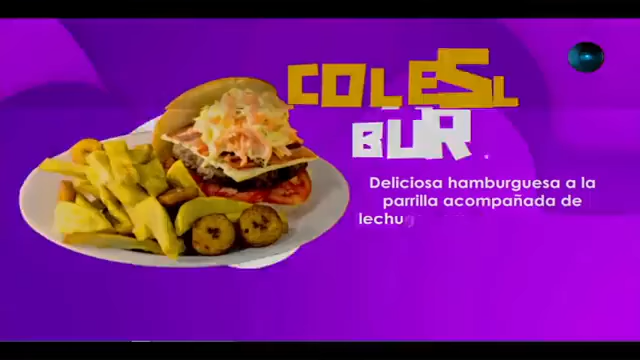 COLESL
BUR
Deliciosa hamburguesa a la
parrilla acompañada de
lechu